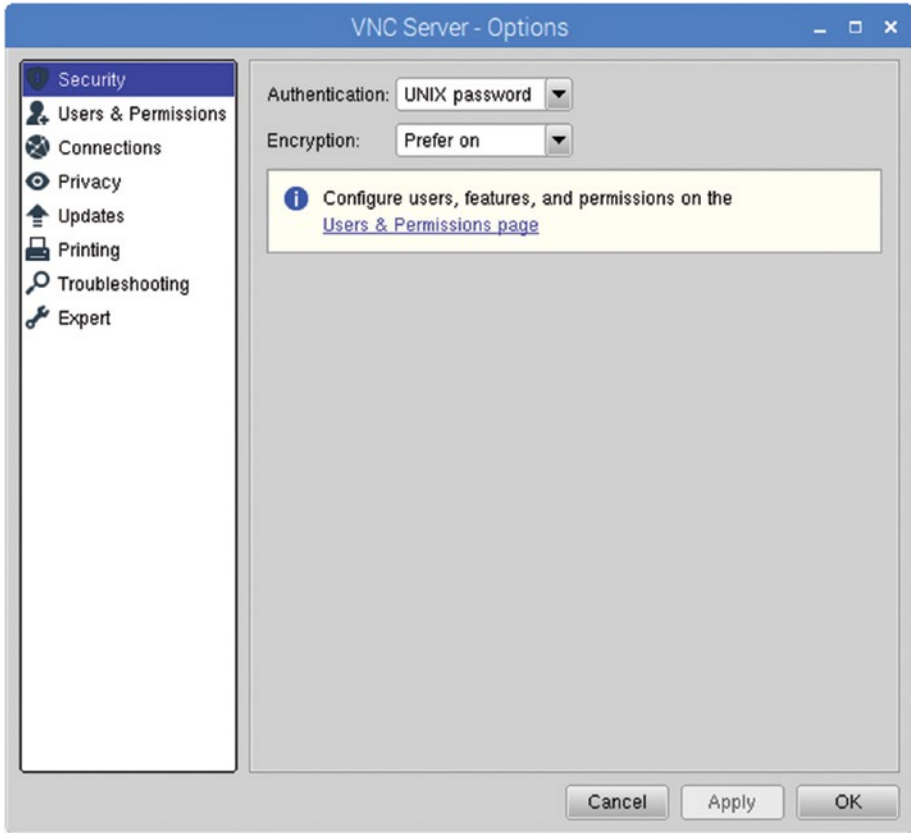 VNC Server - Options
Security
Users & Permissions
Connections
Privacy
Updates
Printing
Troubleshooting
Expert
Authentication: UNIX password
Encryption: Prefer on
Configure users, features, and permissions on the
Users & Permissions page
Cancel Apply OK